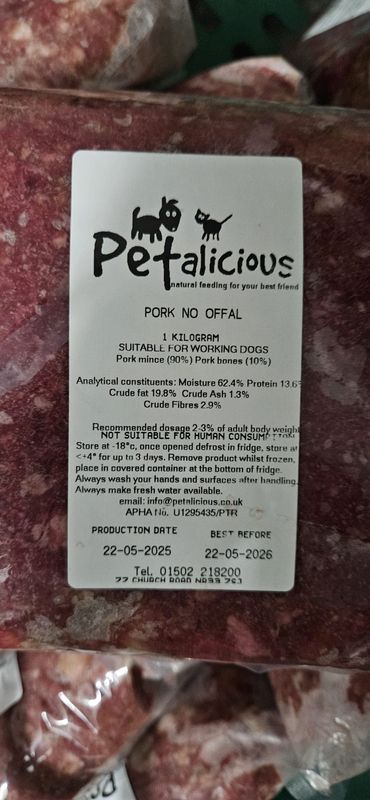 Petalicious
natural feeding for your best friend
PORK NO OFFAL
1 KILOGRAM
SUITABLE FOR WORKING DOGS
Pork mince (90%) Pork bones (10%)
Analytical constituents: Moisture 62.4% Protein 13.6%
Crude fat 19.8% Crude Ash 1.3%
Crude Fibres 2.9%
Recommended dosage 2-3% of adult body weight
NOT SUITABLE FOR HUMAN CONSUMPTION
Store at -18°c, once opened defrost in fridge, store at
<+4° for up to 3 days. Remove product whilst frozen,
place in covered container at the bottom of fridge.
Always wash your hands and surfaces after handling.
Always make fresh water available.
email: info@petalicious.co.uk
APHA No. U1295435/PTR
PRODUCTION DATE BEST BEFORE
22-05-2025 22-05-2026
Tel. 01502 218200
77 CHURCH ROAD NR33 7SJ